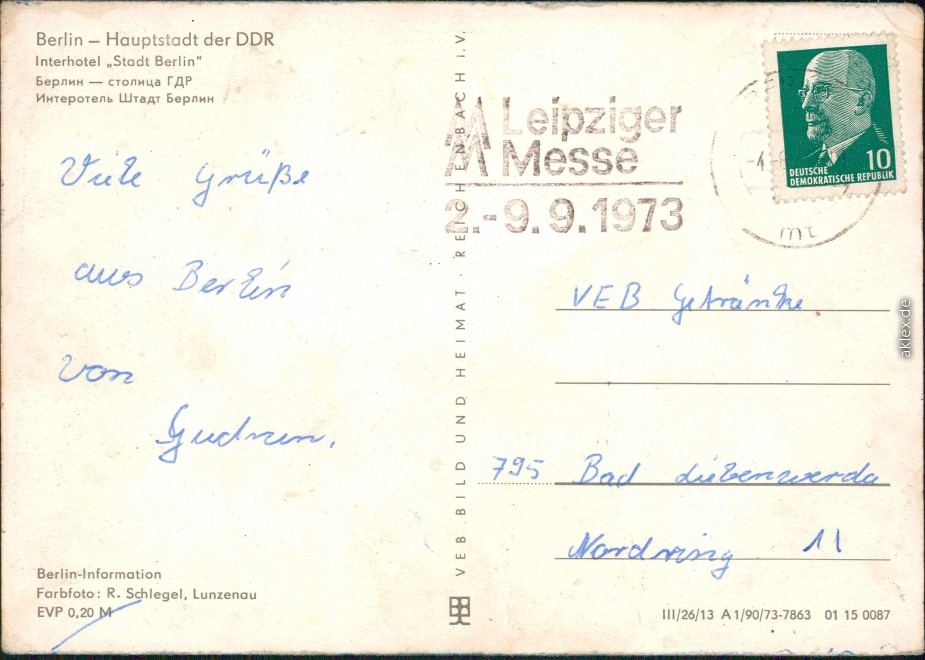 Berlin – Hauptstadt der DDR
Interhotel „Stadt Berlin“
Берлин — столица ГДР
Интеротель Штадт Берлин
Viele Grüße
aus Berlin
von
Gudrun.
Berlin-Information
Farbfoto: R. Schlegel, Lunzenau
EVP 0,20 M
VEB BILD UND HEIMAT · REICHENBACH i.V.
MM Leipziger
Messe
2.-9.9.1973
10
DEUTSCHE
DEMOKRATISCHE REPUBLIK
VEB Getränke
795 Bad Liebenwerda
Nordring 11
III/26/13 A 1/90/73-7863 01 15 0087
aklex.de